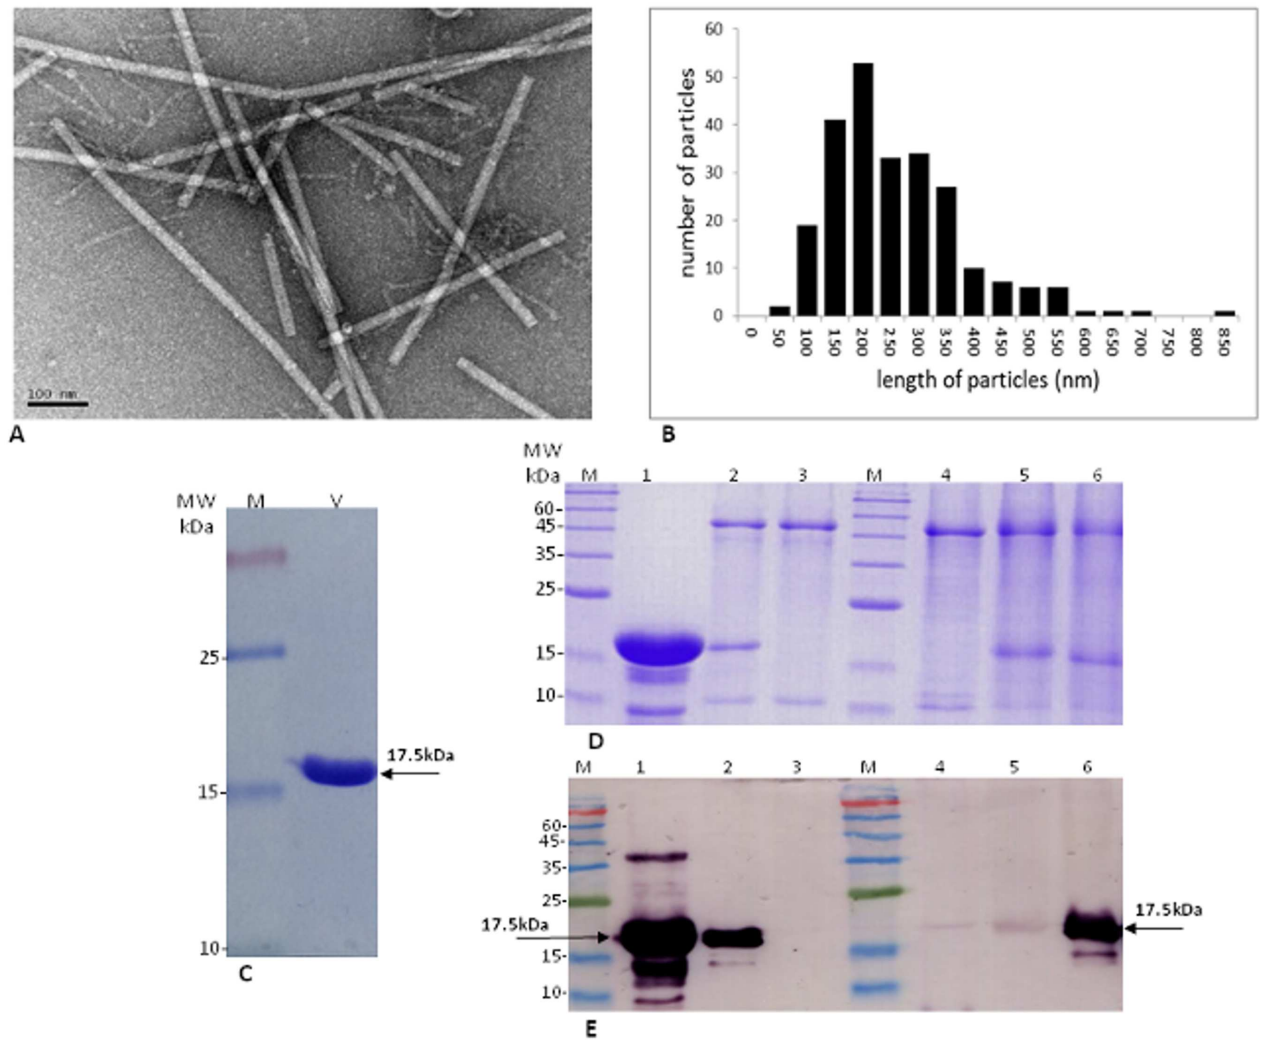 100 nm
A
number of particles
60
50
40
30
20
10
0
0 50 100 150 200 250 300 350 400 450 500 550 600 650 700 750 800 850
length of particles (nm)
B
MW
kDa
M V
25
15
10
17.5kDa
C
MW
kDa M 1 2 3 M 4 5 6
60-
45-
35-
25-
15-
10-
D
M 1 2 3 M 4 5 6
60-
45-
35-
25-
17.5kDa
15-
10-
17.5kDa
E